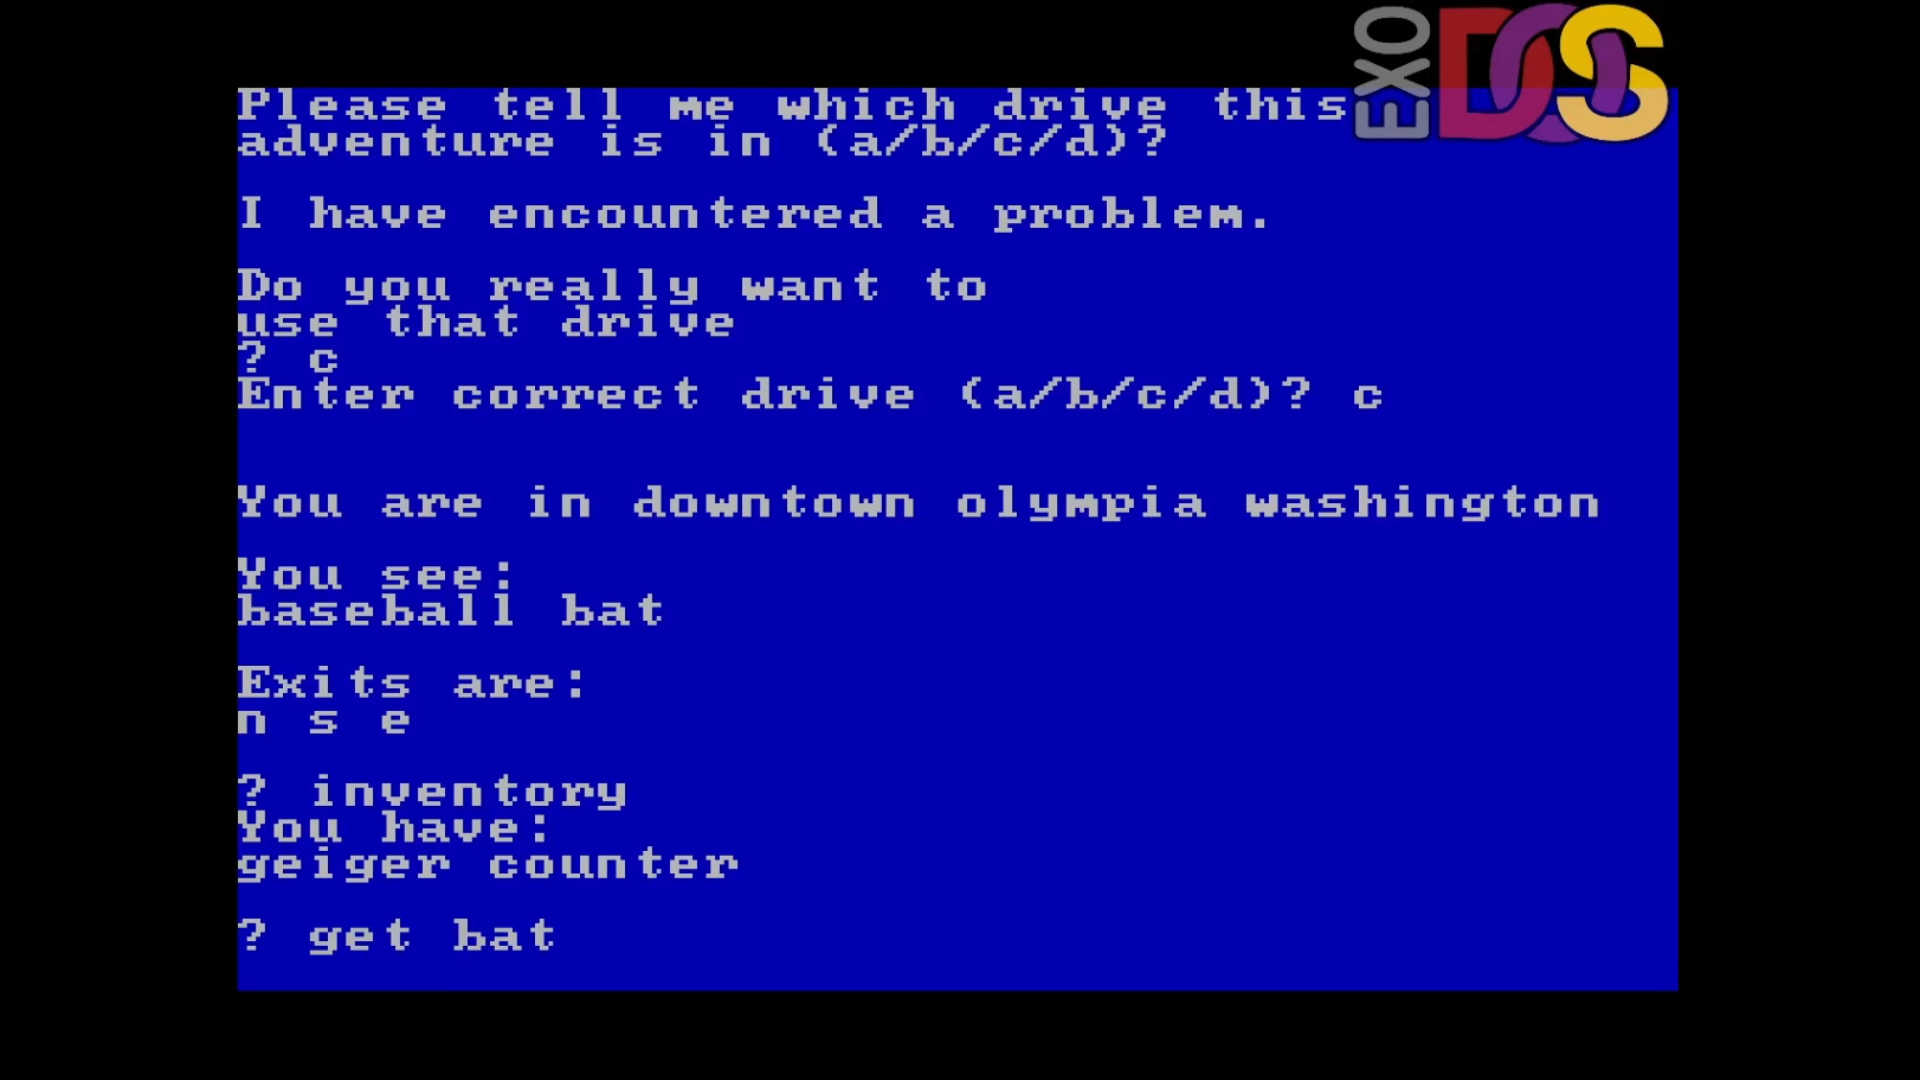 EXO DOS
Please tell me which drive this
adventure is in (a/b/c/d)?
I have encountered a problem.
Do you really want to
use that drive
? c
Enter correct drive (a/b/c/d)? c
You are in downtown olympia washington
You see:
baseball bat
Exits are:
n s e
? inventory
You have:
geiger counter
? get bat